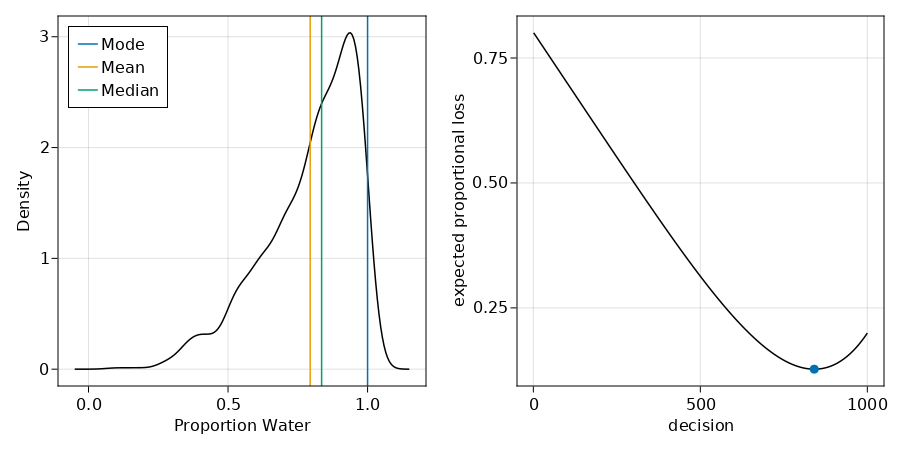 3
2
1
0
Density
Mode
Mean
Median
0.0 0.5 1.0
Proportion Water
0.75
0.50
0.25
expected proportional loss
0 500 1000
decision